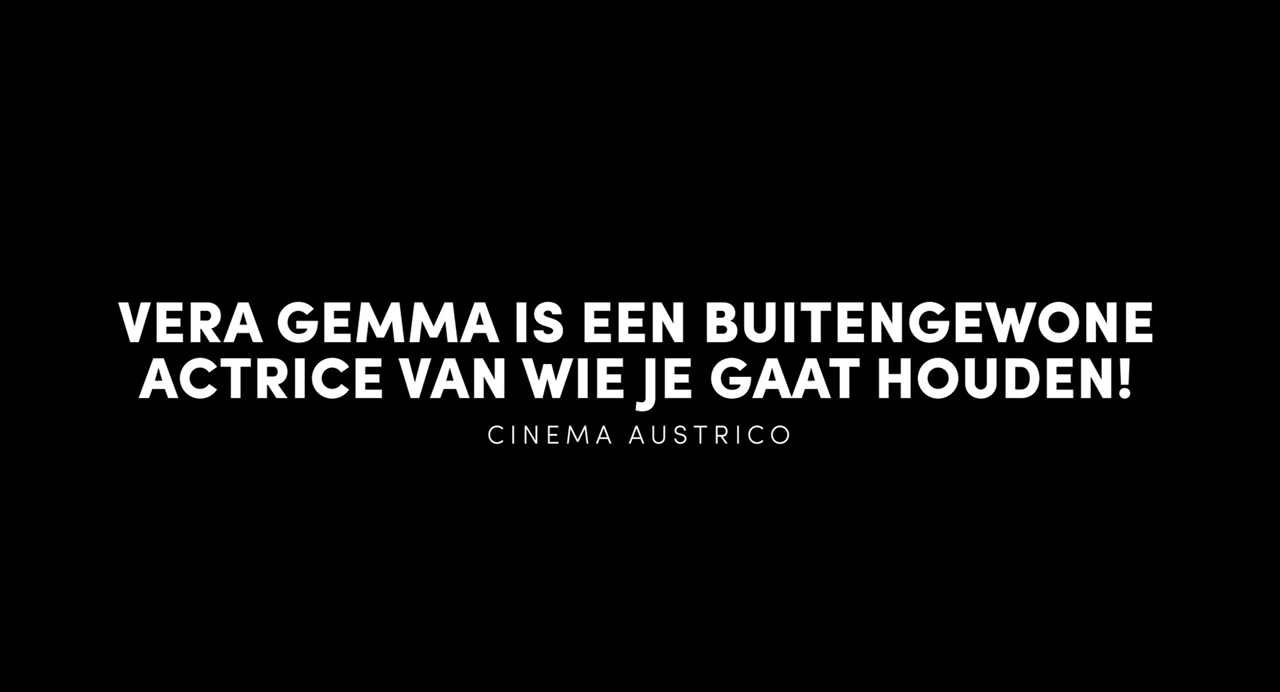 VERA GEMMA IS EEN BUITENGEWONE
ACTRICE VAN WIE JE GAAT HOUDEN!
CINEMA AUSTRICO